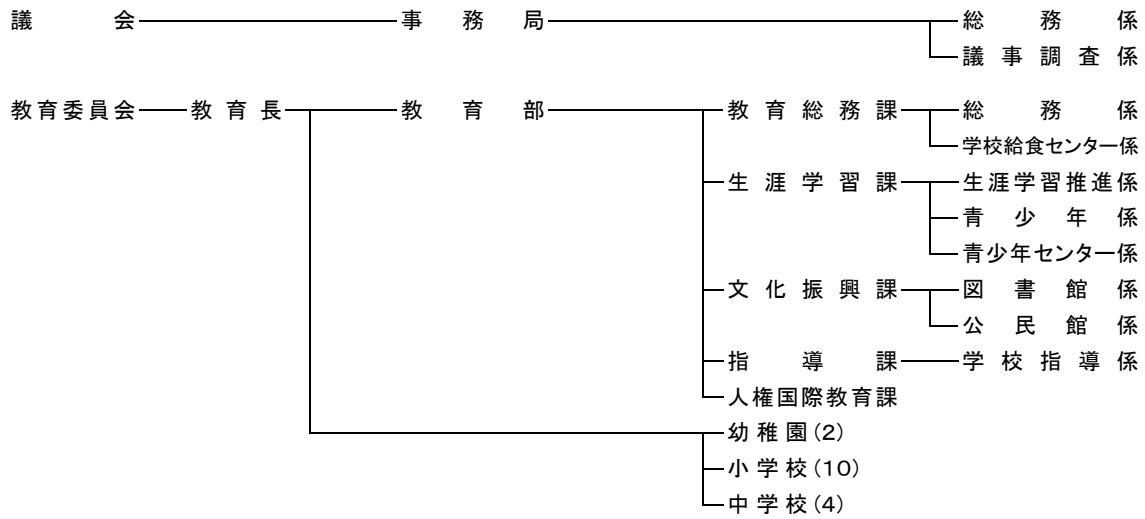 議会 事務局 総務係
議事調査係
教育委員会 教育長 教育部 教育総務課 総務係
学校給食センター係
生涯学習課 生涯学習推進係
青少年係
青少年センター係
文化振興課 図書館係
公民館係
指導課 学校指導係
人権国際教育課
幼稚園(2)
小学校(10)
中学校(4)